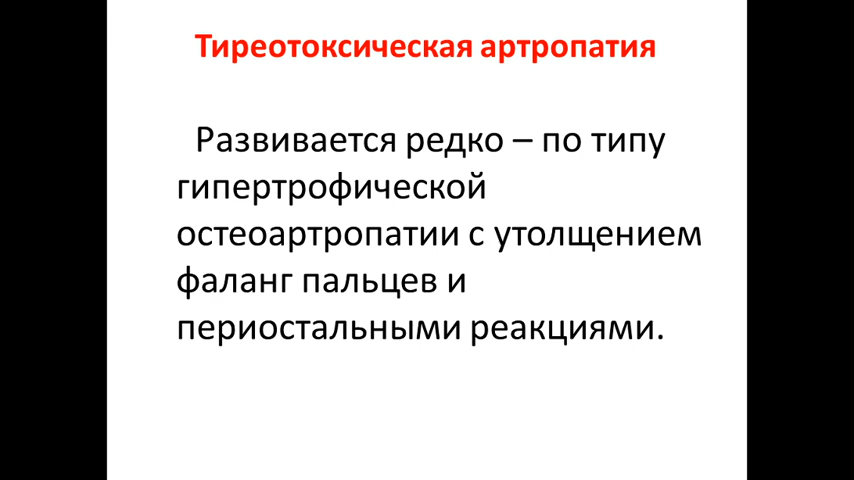 Тиреотоксическая артропатия
Развивается редко – по типу
гипертрофической
остеоартропатии с утолщением
фаланг пальцев и
периостальными реакциями.